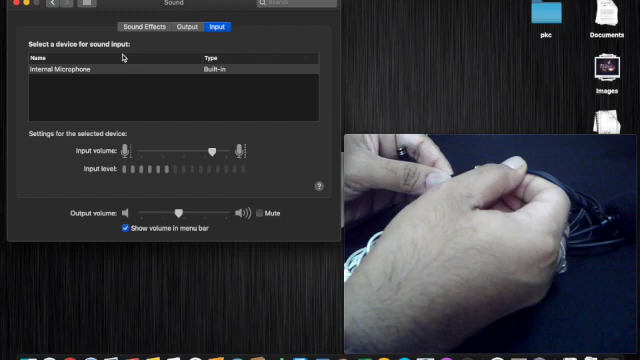 Sound
Search
Sound Effects
Output
Input
Select a device for sound input:
Name
Type
Internal Microphone
Built-in
Settings for the selected device:
Input volume:
Input level:
?
Output volume:
Mute
Show volume in menu bar
pkc
Documents
Images